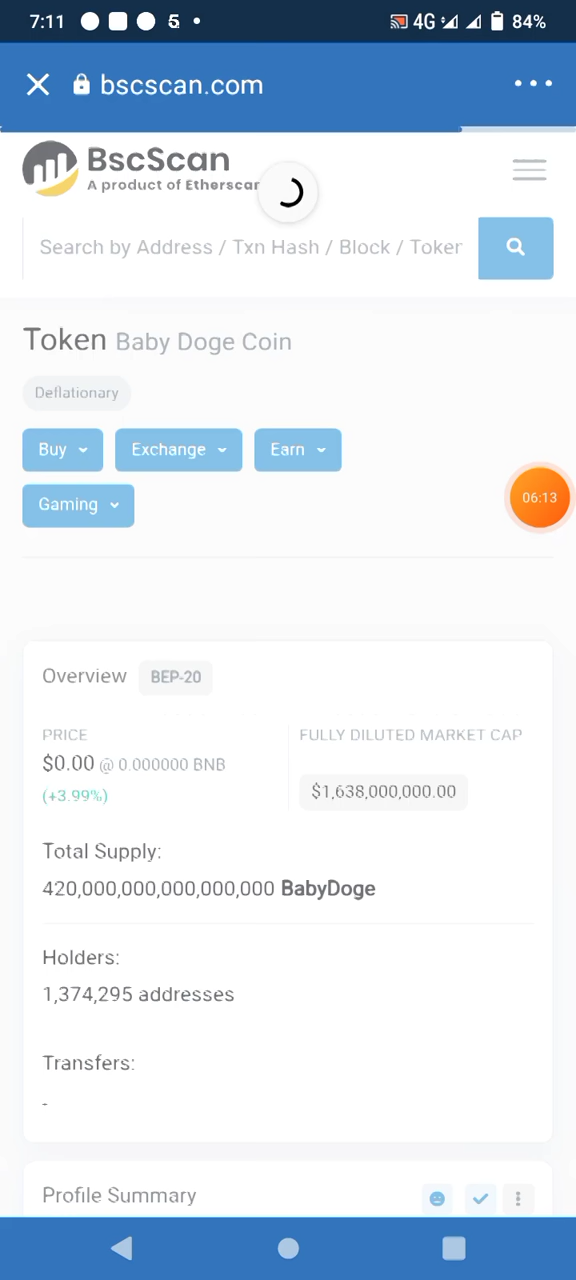 7:11 5 4G 84%
bscscan.com
BscScan
A product of Etherscan
Search by Address / Txn Hash / Block / Token
Token Baby Doge Coin
Deflationary
Buy Exchange Earn
06:13
Gaming
Overview BEP-20
PRICE FULLY DILUTED MARKET CAP
$0.00 @ 0.000000 BNB
(+3.99%) $1,638,000,000.00
Total Supply:
420,000,000,000,000,000 BabyDoge
Holders:
1,374,295 addresses
Transfers:
-
Profile Summary